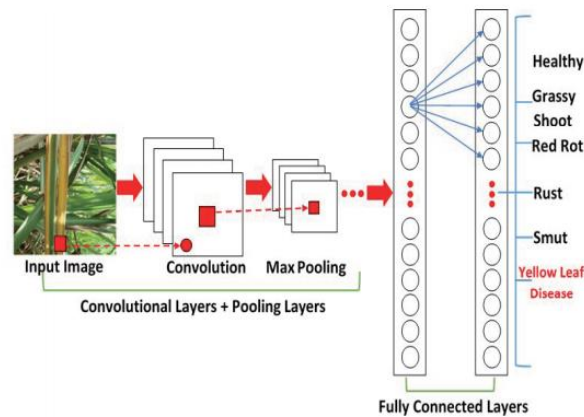 Input Image
Convolution
Max Pooling
Convolutional Layers + Pooling Layers
Healthy
Grassy
Shoot
Red Rot
Rust
Smut
Yellow Leaf
Disease
Fully Connected Layers